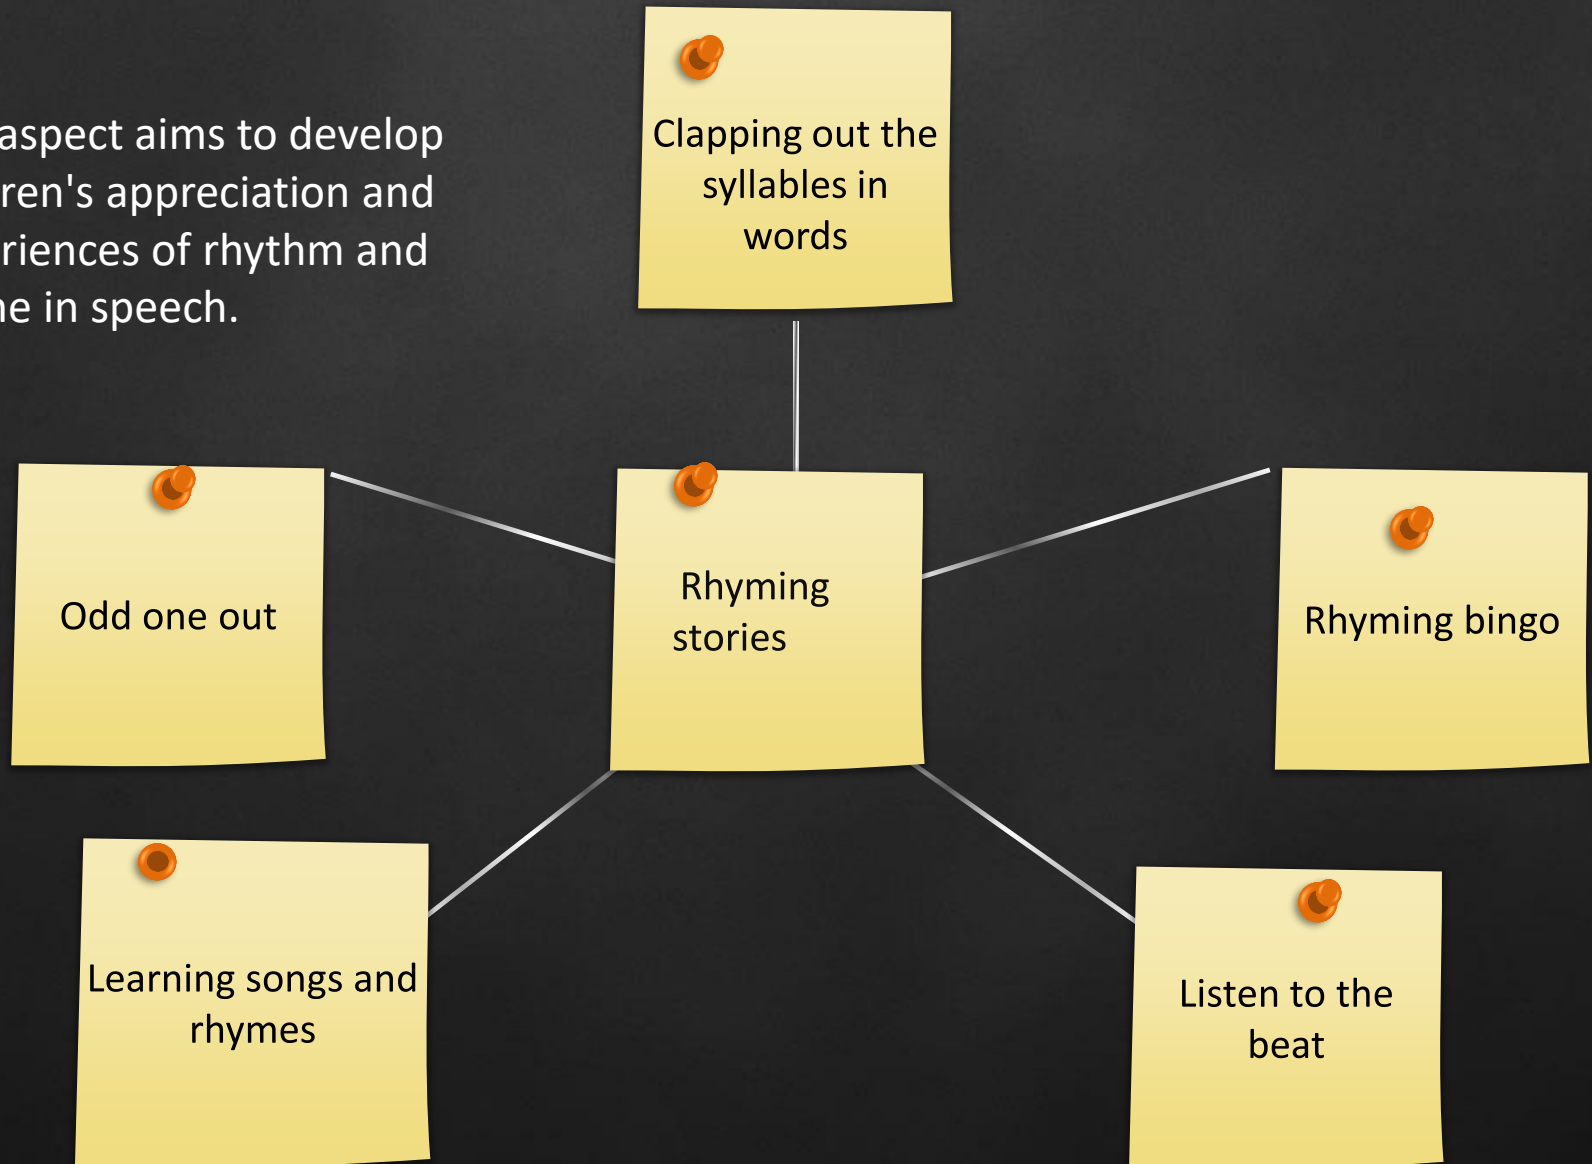 aspect aims to develop
ren's appreciation and
riences of rhythm and
ne in speech.
Clapping out the
syllables in
words
Odd one out
Rhyming
stories
Rhyming bingo
Learning songs and
rhymes
Listen to the
beat